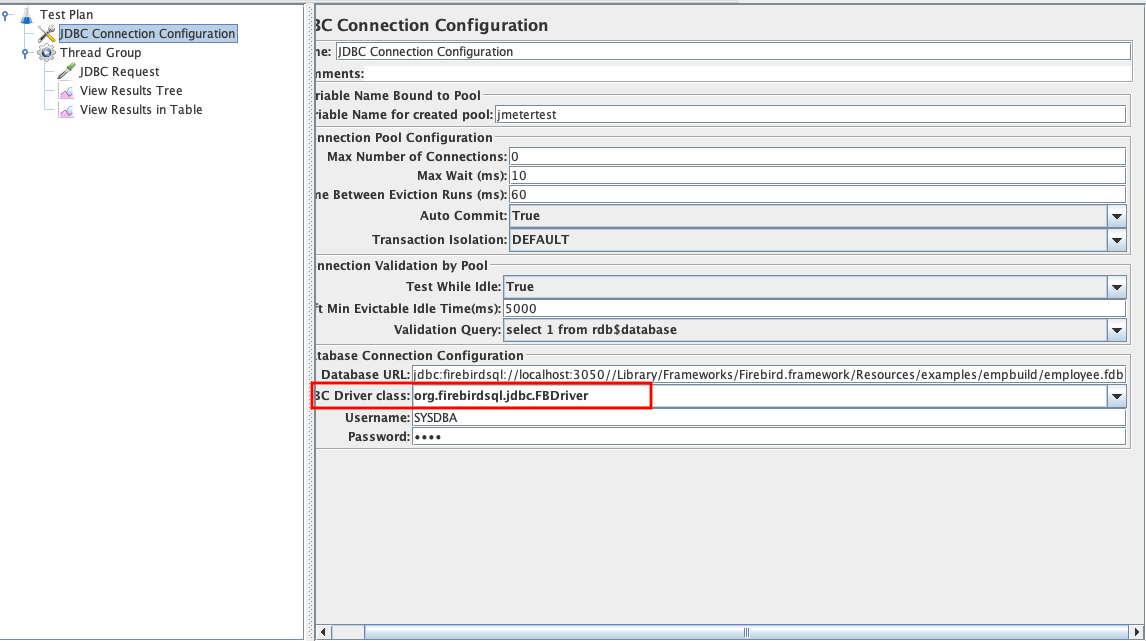 Test Plan
JDBC Connection Configuration
Thread Group
JDBC Request
View Results Tree
View Results in Table
BC Connection Configuration
me: JDBC Connection Configuration
mments:
riable Name Bound to Pool
riable Name for created pool: jmetertest
nnection Pool Configuration
Max Number of Connections: 0
Max Wait (ms): 10
me Between Eviction Runs (ms): 60
Auto Commit: True
Transaction Isolation: DEFAULT
nnection Validation by Pool
Test While Idle: True
ft Min Evictable Idle Time(ms): 5000
Validation Query: select 1 from rdb$database
tabase Connection Configuration
Database URL: jdbc:firebirdsql://localhost:3050//Library/Frameworks/Firebird.framework/Resources/examples/empbuild/employee.fdb
BC Driver class: org.firebirdsql.jdbc.FBDriver
Username: SYSDBA
Password: ••••